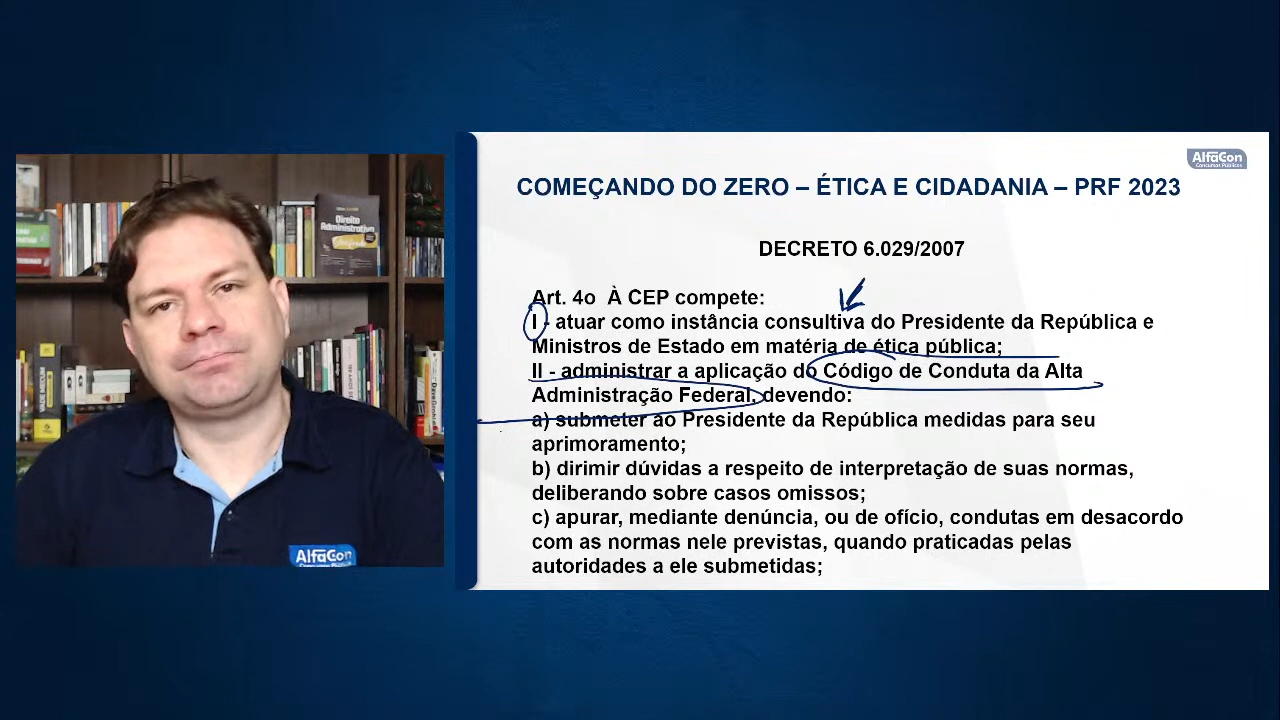 AlfaCon
Concursos Públicos
COMEÇANDO DO ZERO – ÉTICA E CIDADANIA – PRF 2023
DECRETO 6.029/2007
Art. 4o À CEP compete:
I - atuar como instância consultiva do Presidente da República e
Ministros de Estado em matéria de ética pública;
II - administrar a aplicação do Código de Conduta da Alta
Administração Federal, devendo:
a) submeter ao Presidente da República medidas para seu
aprimoramento;
b) dirimir dúvidas a respeito de interpretação de suas normas,
deliberando sobre casos omissos;
c) apurar, mediante denúncia, ou de ofício, condutas em desacordo
com as normas nele previstas, quando praticadas pelas
autoridades a ele submetidas;
Direito
Administrativo
VADE MECUM
AlfaCon